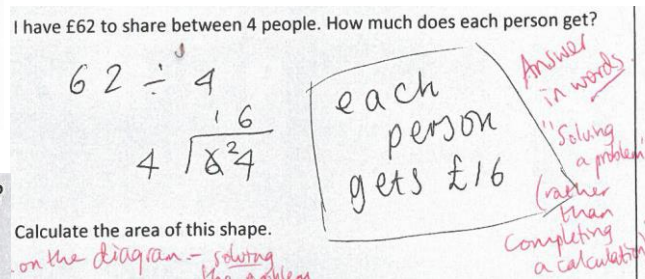 I have £62 to share between 4 people. How much does each person get?
62 ÷ 4
16
4 6²4
each
person
gets £16
Answer
in words
"Solving
a problem"
(rather
than
completing
a calculation)
Calculate the area of this shape.
on the diagram - solving
the problem